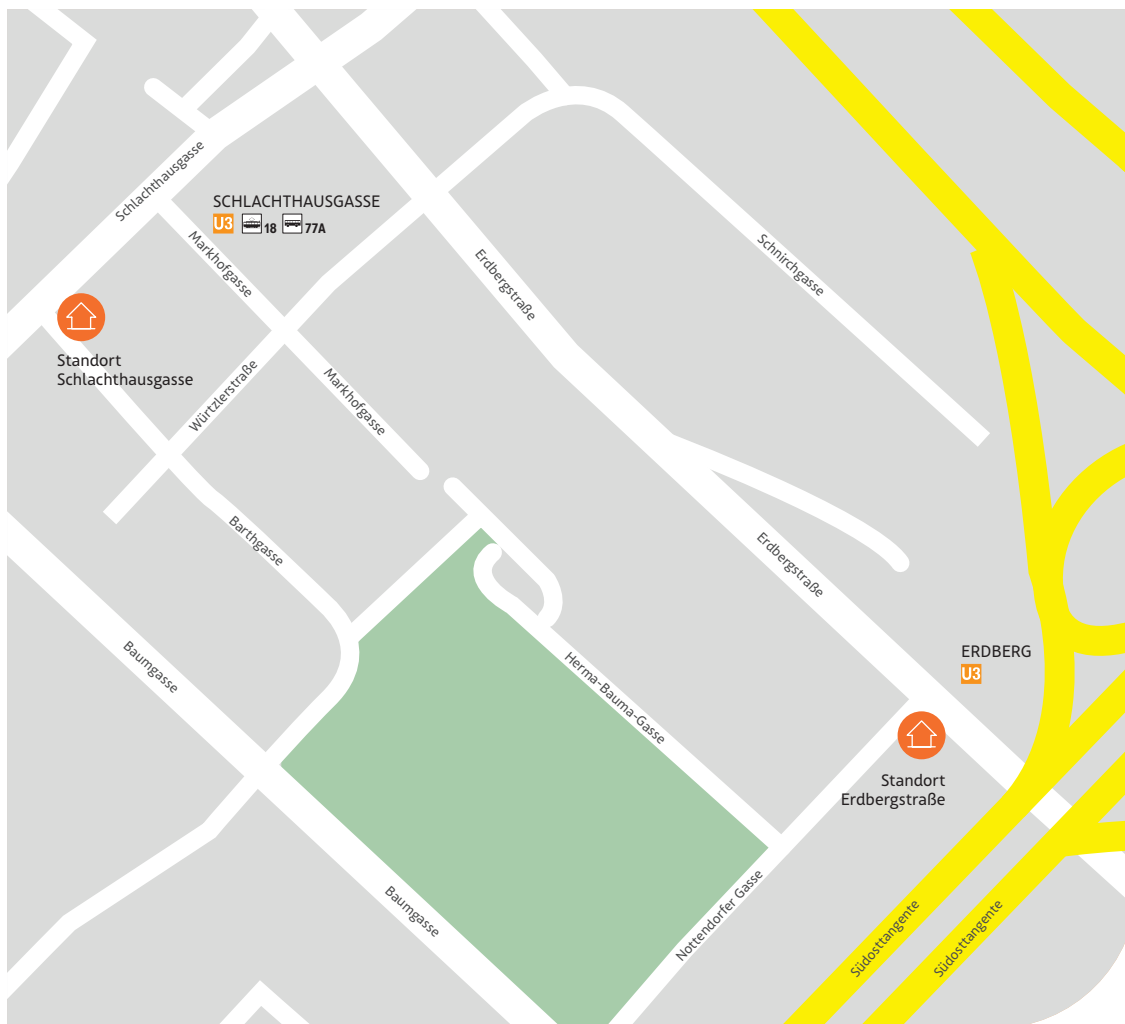 Schlachthausgasse
SCHLACHTHAUSGASSE
U3 18 77A
Markhofgasse
Erdbergstraße
Schnirchgasse
Standort
Schlachthausgasse
Würtzlerstraße
Markhofgasse
Barthgasse
Erdbergstraße
Baumgasse
Herma-Bauma-Gasse
ERDBERG
U3
Standort
Erdbergstraße
Baumgasse
Nottendorfer Gasse
Südosttangente
Südosttangente